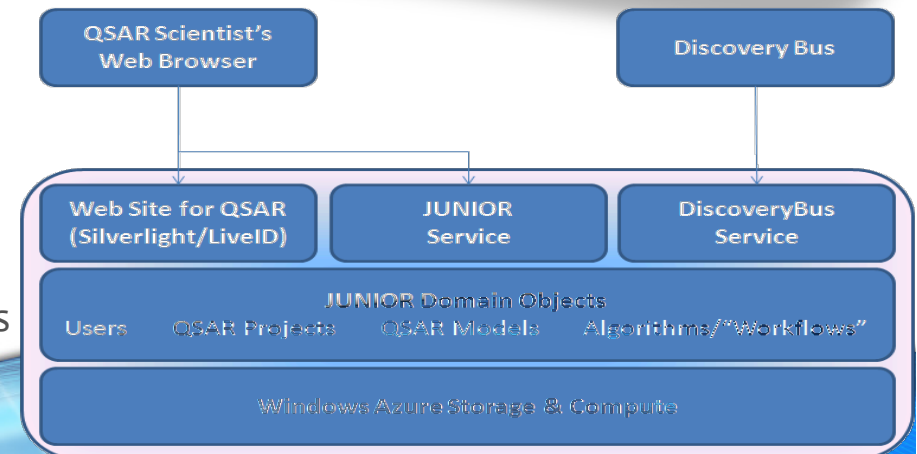 QSAR Scientist's
Web Browser
Discovery Bus
Web Site for QSAR
(Silverlight/LiveID)
JUNIOR
Service
DiscoveryBus
Service
JUNIOR Domain Objects
Users QSAR Projects QSAR Models Algorithms/"Workflows"
Windows Azure Storage & Compute
s